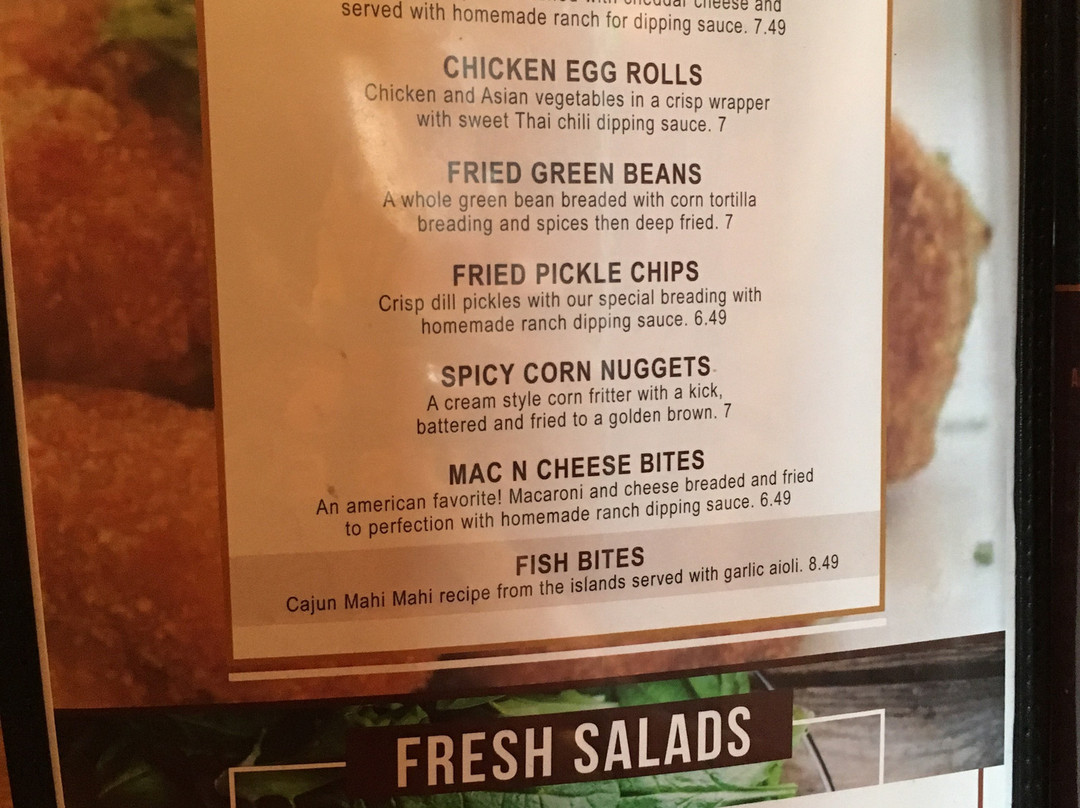 with cheddar cheese and
served with homemade ranch for dipping sauce. 7.49
CHICKEN EGG ROLLS
Chicken and Asian vegetables in a crisp wrapper
with sweet Thai chili dipping sauce. 7
FRIED GREEN BEANS
A whole green bean breaded with corn tortilla
breading and spices then deep fried. 7
FRIED PICKLE CHIPS
Crisp dill pickles with our special breading with
homemade ranch dipping sauce. 6.49
SPICY CORN NUGGETS
A cream style corn fritter with a kick,
battered and fried to a golden brown. 7
MAC N CHEESE BITES
An american favorite! Macaroni and cheese breaded and fried
to perfection with homemade ranch dipping sauce. 6.49
FISH BITES
Cajun Mahi Mahi recipe from the islands served with garlic aioli. 8.49
FRESH SALADS